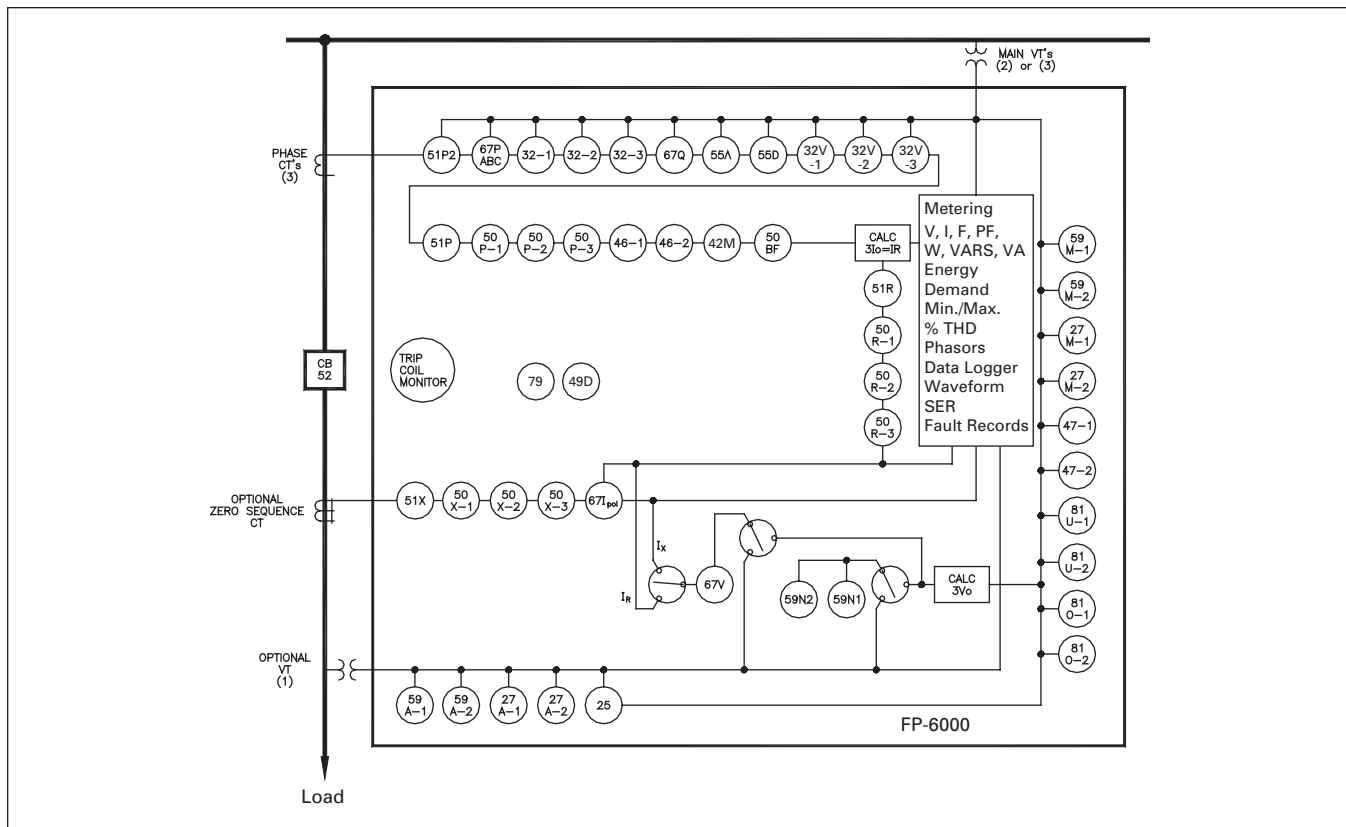 MAIN VT's
(2) or (3)
PHASE
CT's
(3)
51P2
67P
ABC
32-1
32-2
32-3
67Q
55A
55D
32V
-1
32V
-2
32V
-3
51P
50
P-1
50
P-2
50
P-3
46-1
46-2
42M
50
BF
CALC
3Io=IR
Metering
V, I, F, PF,
W, VARS, VA
Energy
Demand
Min./Max.
% THD
Phasors
Data Logger
Waveform
SER
Fault Records
51R
50
R-1
50
R-2
50
R-3
59
M-1
59
M-2
27
M-1
27
M-2
47-1
47-2
81
U-1
81
U-2
81
O-1
81
O-2
CB
52
TRIP
COIL
MONITOR
79
49D
OPTIONAL
ZERO SEQUENCE
CT
51X
50
X-1
50
X-2
50
X-3
67Ipol
IX
IR
67V
59N2
59N1
CALC
3Vo
OPTIONAL
VT
(1)
59
A-1
59
A-2
27
A-1
27
A-2
25
FP-6000
Load